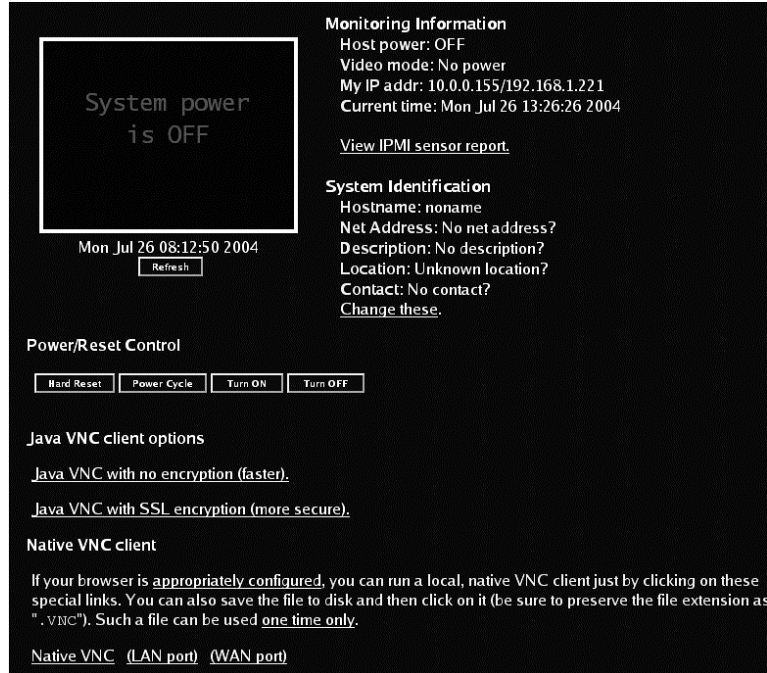 System power
is OFF
Mon Jul 26 08:12:50 2004
Refresh
Monitoring Information
Host power: OFF
Video mode: No power
My IP addr: 10.0.0.155/192.168.1.221
Current time: Mon Jul 26 13:26:26 2004
View IPMI sensor report.
System Identification
Hostname: noname
Net Address: No net address?
Description: No description?
Location: Unknown location?
Contact: No contact?
Change these.
Power/Reset Control
Hard Reset Power Cycle Turn ON Turn OFF
Java VNC client options
Java VNC with no encryption (faster).
Java VNC with SSL encryption (more secure).
Native VNC client
If your browser is appropriately configured, you can run a local, native VNC client just by clicking on these
special links. You can also save the file to disk and then click on it (be sure to preserve the file extension as
".VNC"). Such a file can be used one time only.
Native VNC (LAN port) (WAN port)